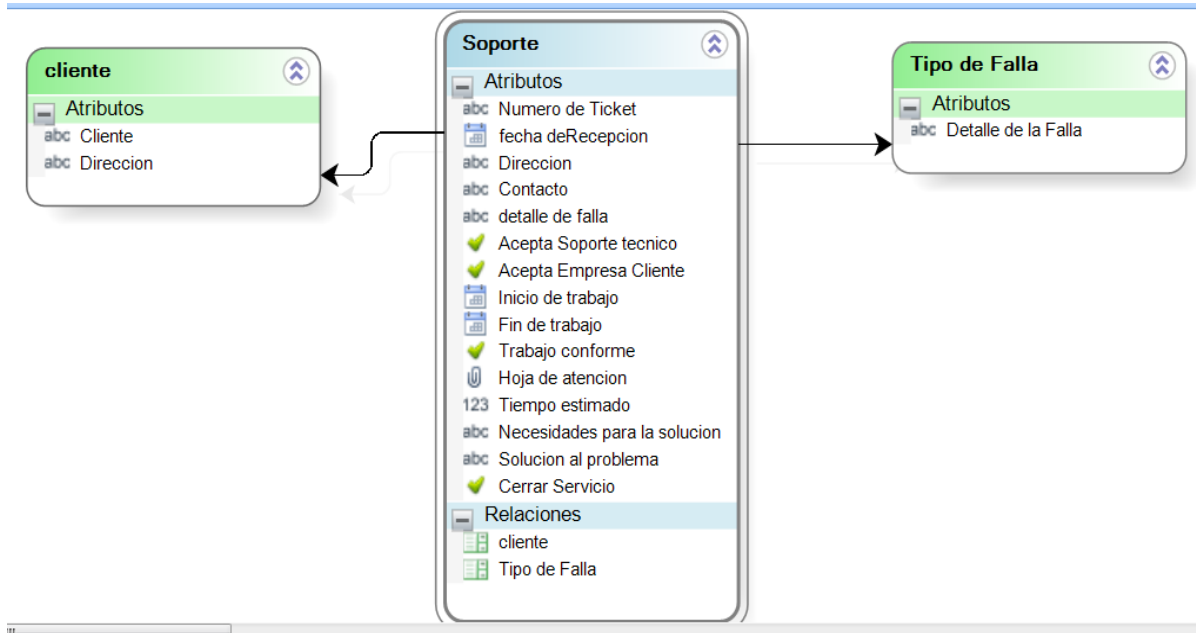 cliente
Atributos
abc Cliente
abc Direccion
Soporte
Atributos
abc Numero de Ticket
fecha deRecepcion
abc Direccion
abc Contacto
abc detalle de falla
Acepta Soporte tecnico
Acepta Empresa Cliente
Inicio de trabajo
Fin de trabajo
Trabajo conforme
Hoja de atencion
123 Tiempo estimado
abc Necesidades para la solucion
abc Solucion al problema
Cerrar Servicio
Relaciones
cliente
Tipo de Falla
Tipo de Falla
Atributos
abc Detalle de la Falla